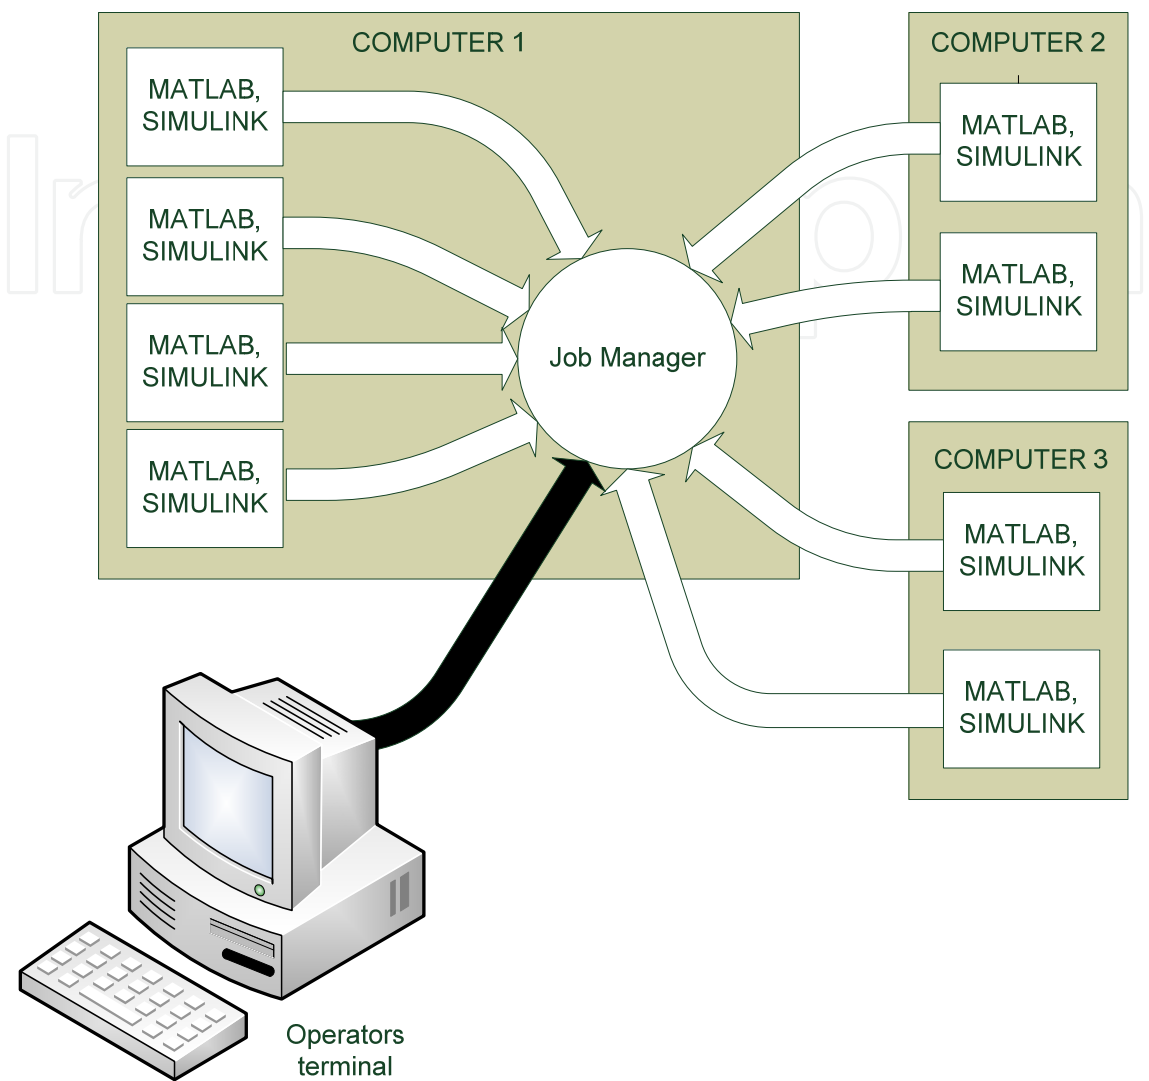 COMPUTER 1
MATLAB,
SIMULINK
MATLAB,
SIMULINK
MATLAB,
SIMULINK
MATLAB,
SIMULINK
Job Manager
COMPUTER 2
MATLAB,
SIMULINK
MATLAB,
SIMULINK
COMPUTER 3
MATLAB,
SIMULINK
MATLAB,
SIMULINK
Operators
terminal